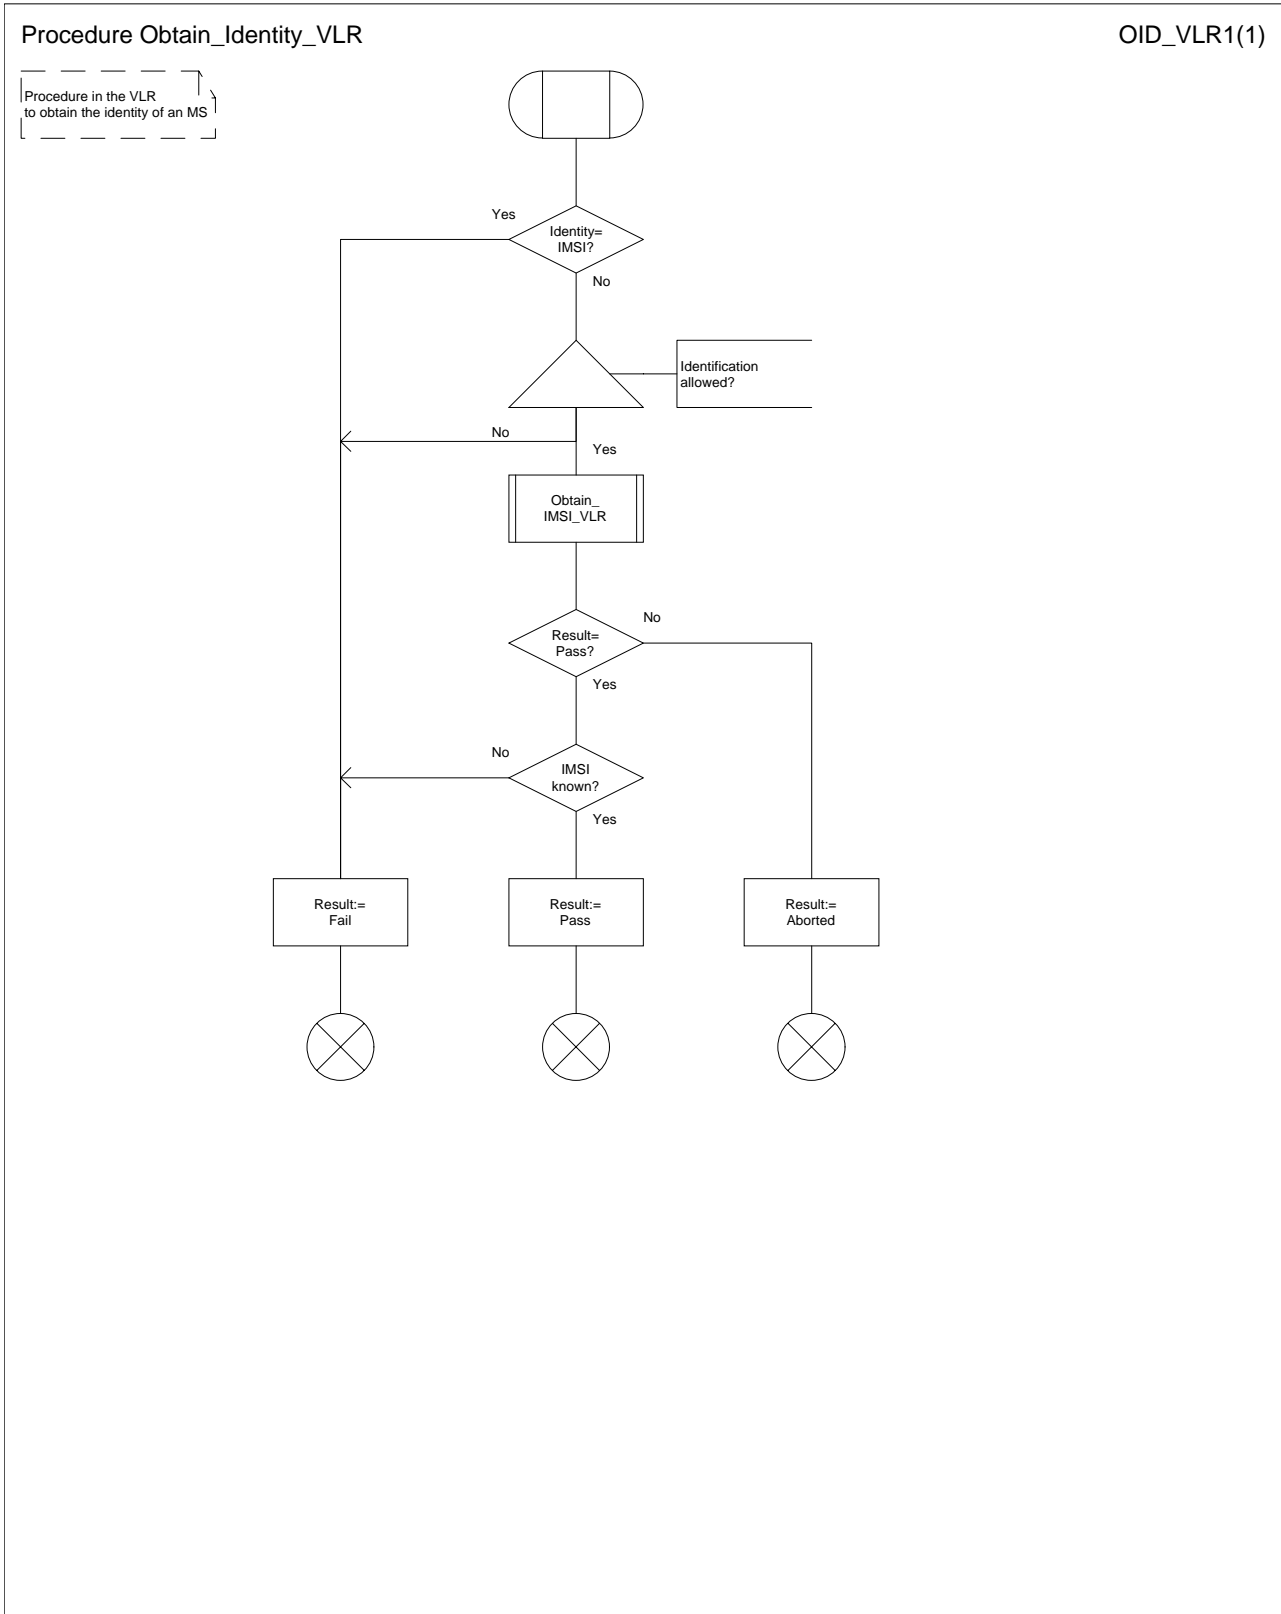 Procedure Obtain_Identity_VLR
OID_VLR1(1)
Procedure in the VLR
to obtain the identity of an MS
Yes
Identity=
IMSI?
No
Identification
allowed?
No
Yes
Obtain_
IMSI_VLR
No
Result=
Pass?
Yes
No
IMSI
known?
Yes
Result:=
Fail
Result:=
Pass
Result:=
Aborted